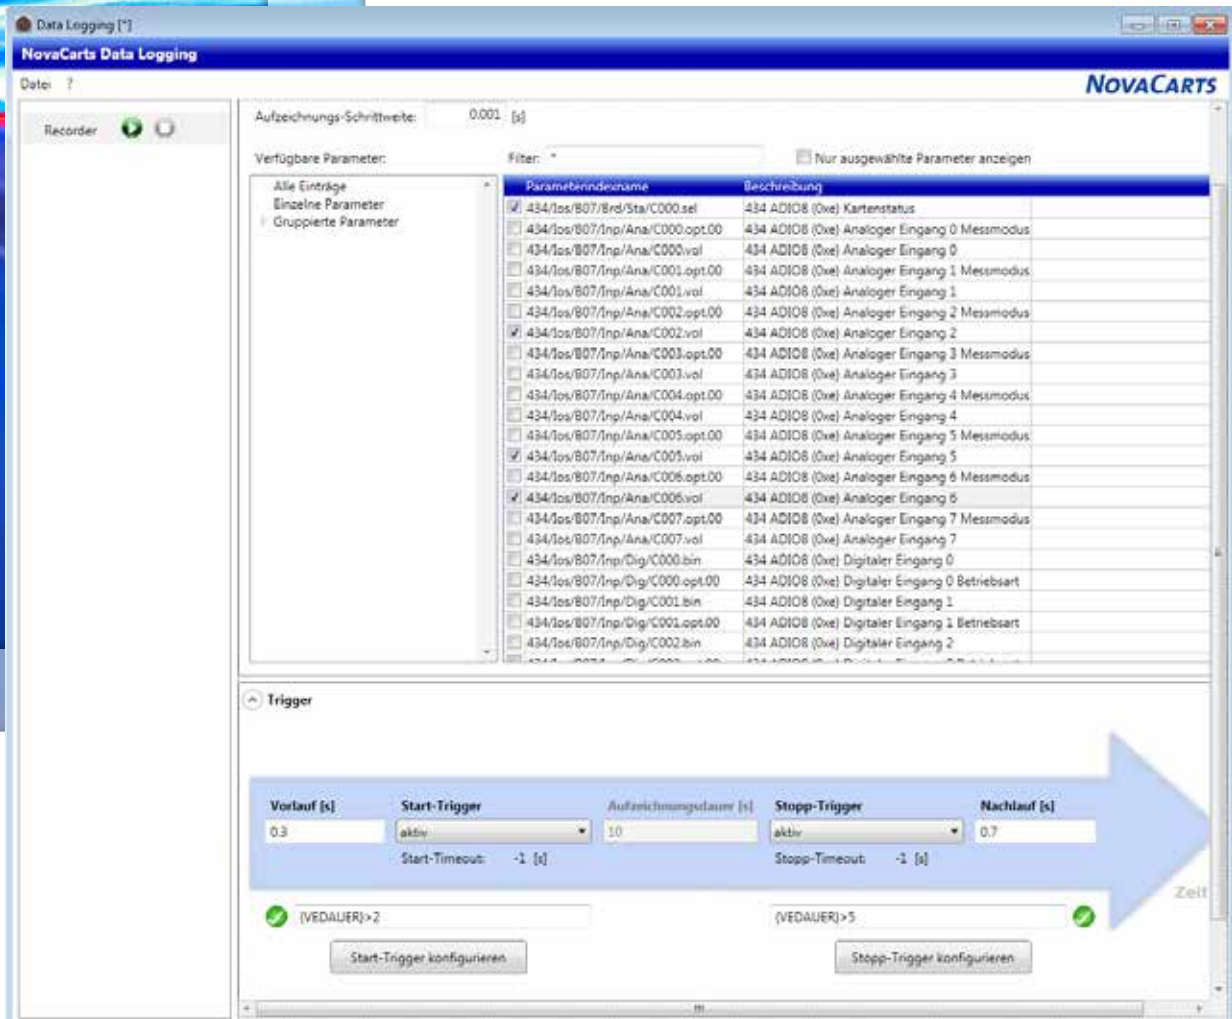 Data Logging [*]
NovaCarts Data Logging
Datei ?
NOVACARTS
Recorder
Aufzeichnungs-Schrittweite: 0.001 [s]
Verfügbare Parameter: Filter: * Nur ausgewählte Parameter anzeigen
Alle Einträge
Einzelne Parameter
Gruppierte Parameter
Parameterindexname Beschreibung
434/Ios/B07/Brd/Sta/C000.sel 434 ADIO8 (0xe) Kartenstatus
434/Ios/B07/Inp/Ana/C000.opt.00 434 ADIO8 (0xe) Analoger Eingang 0 Messmodus
434/Ios/B07/Inp/Ana/C000.vol 434 ADIO8 (0xe) Analoger Eingang 0
434/Ios/B07/Inp/Ana/C001.opt.00 434 ADIO8 (0xe) Analoger Eingang 1 Messmodus
434/Ios/B07/Inp/Ana/C001.vol 434 ADIO8 (0xe) Analoger Eingang 1
434/Ios/B07/Inp/Ana/C002.opt.00 434 ADIO8 (0xe) Analoger Eingang 2 Messmodus
434/Ios/B07/Inp/Ana/C002.vol 434 ADIO8 (0xe) Analoger Eingang 2
434/Ios/B07/Inp/Ana/C003.opt.00 434 ADIO8 (0xe) Analoger Eingang 3 Messmodus
434/Ios/B07/Inp/Ana/C003.vol 434 ADIO8 (0xe) Analoger Eingang 3
434/Ios/B07/Inp/Ana/C004.opt.00 434 ADIO8 (0xe) Analoger Eingang 4 Messmodus
434/Ios/B07/Inp/Ana/C004.vol 434 ADIO8 (0xe) Analoger Eingang 4
434/Ios/B07/Inp/Ana/C005.opt.00 434 ADIO8 (0xe) Analoger Eingang 5 Messmodus
434/Ios/B07/Inp/Ana/C005.vol 434 ADIO8 (0xe) Analoger Eingang 5
434/Ios/B07/Inp/Ana/C006.opt.00 434 ADIO8 (0xe) Analoger Eingang 6 Messmodus
434/Ios/B07/Inp/Ana/C006.vol 434 ADIO8 (0xe) Analoger Eingang 6
434/Ios/B07/Inp/Ana/C007.opt.00 434 ADIO8 (0xe) Analoger Eingang 7 Messmodus
434/Ios/B07/Inp/Ana/C007.vol 434 ADIO8 (0xe) Analoger Eingang 7
434/Ios/B07/Inp/Dig/C000.bin 434 ADIO8 (0xe) Digitaler Eingang 0
434/Ios/B07/Inp/Dig/C000.opt.00 434 ADIO8 (0xe) Digitaler Eingang 0 Betriebsart
434/Ios/B07/Inp/Dig/C001.bin 434 ADIO8 (0xe) Digitaler Eingang 1
434/Ios/B07/Inp/Dig/C001.opt.00 434 ADIO8 (0xe) Digitaler Eingang 1 Betriebsart
434/Ios/B07/Inp/Dig/C002.bin 434 ADIO8 (0xe) Digitaler Eingang 2
Trigger
Vorlauf [s] Start-Trigger Aufzeichnungsdauer [s] Stopp-Trigger Nachlauf [s]
0.3 aktiv 10 aktiv 0.7
Start-Timeout: -1 [s] Stopp-Timeout: -1 [s]
Zeit
{VEDAUER}>2 {VEDAUER}>5
Start-Trigger konfigurieren Stopp-Trigger konfigurieren